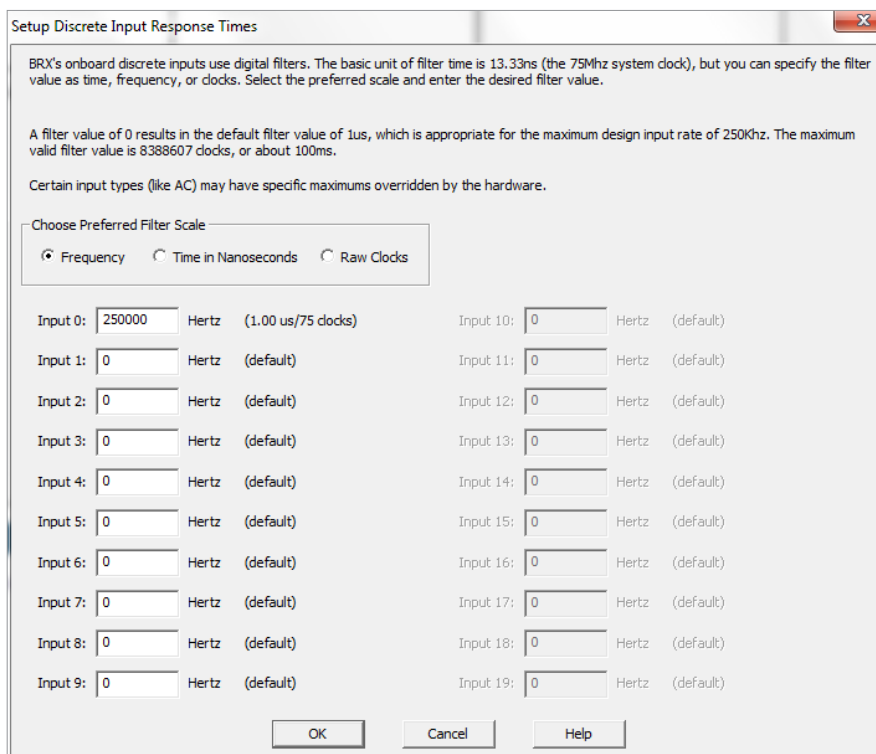 Setup Discrete Input Response Times
BRX's onboard discrete inputs use digital filters. The basic unit of filter time is 13.33ns (the 75Mhz system clock), but you can specify the filter
value as time, frequency, or clocks. Select the preferred scale and enter the desired filter value.
A filter value of 0 results in the default filter value of 1us, which is appropriate for the maximum design input rate of 250Khz. The maximum
valid filter value is 8388607 clocks, or about 100ms.
Certain input types (like AC) may have specific maximums overridden by the hardware.
Choose Preferred Filter Scale
Frequency Time in Nanoseconds Raw Clocks
Input 0: 250000 Hertz (1.00 us/75 clocks) Input 10: 0 Hertz (default)
Input 1: 0 Hertz (default) Input 11: 0 Hertz (default)
Input 2: 0 Hertz (default) Input 12: 0 Hertz (default)
Input 3: 0 Hertz (default) Input 13: 0 Hertz (default)
Input 4: 0 Hertz (default) Input 14: 0 Hertz (default)
Input 5: 0 Hertz (default) Input 15: 0 Hertz (default)
Input 6: 0 Hertz (default) Input 16: 0 Hertz (default)
Input 7: 0 Hertz (default) Input 17: 0 Hertz (default)
Input 8: 0 Hertz (default) Input 18: 0 Hertz (default)
Input 9: 0 Hertz (default) Input 19: 0 Hertz (default)
OK Cancel Help